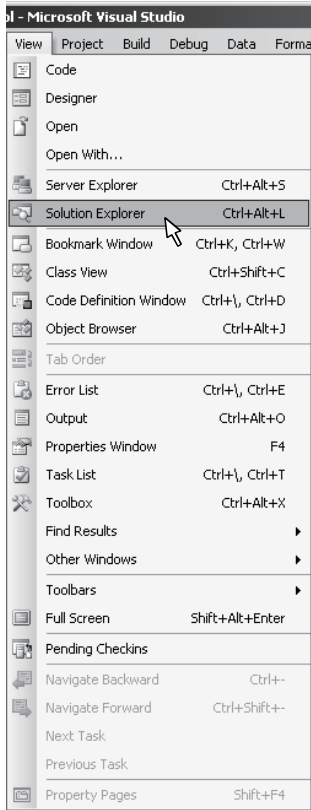 ol - Microsoft Visual Studio
View Project Build Debug Data Forma
Code
Designer
Open
Open With...
Server Explorer Ctrl+Alt+S
Solution Explorer Ctrl+Alt+L
Bookmark Window Ctrl+K, Ctrl+W
Class View Ctrl+Shift+C
Code Definition Window Ctrl+\, Ctrl+D
Object Browser Ctrl+Alt+J
Tab Order
Error List Ctrl+\, Ctrl+E
Output Ctrl+Alt+O
Properties Window F4
Task List Ctrl+\, Ctrl+T
Toolbox Ctrl+Alt+X
Find Results
Other Windows
Toolbars
Full Screen Shift+Alt+Enter
Pending Checkins
Navigate Backward Ctrl+-
Navigate Forward Ctrl+Shift+-
Next Task
Previous Task
Property Pages Shift+F4